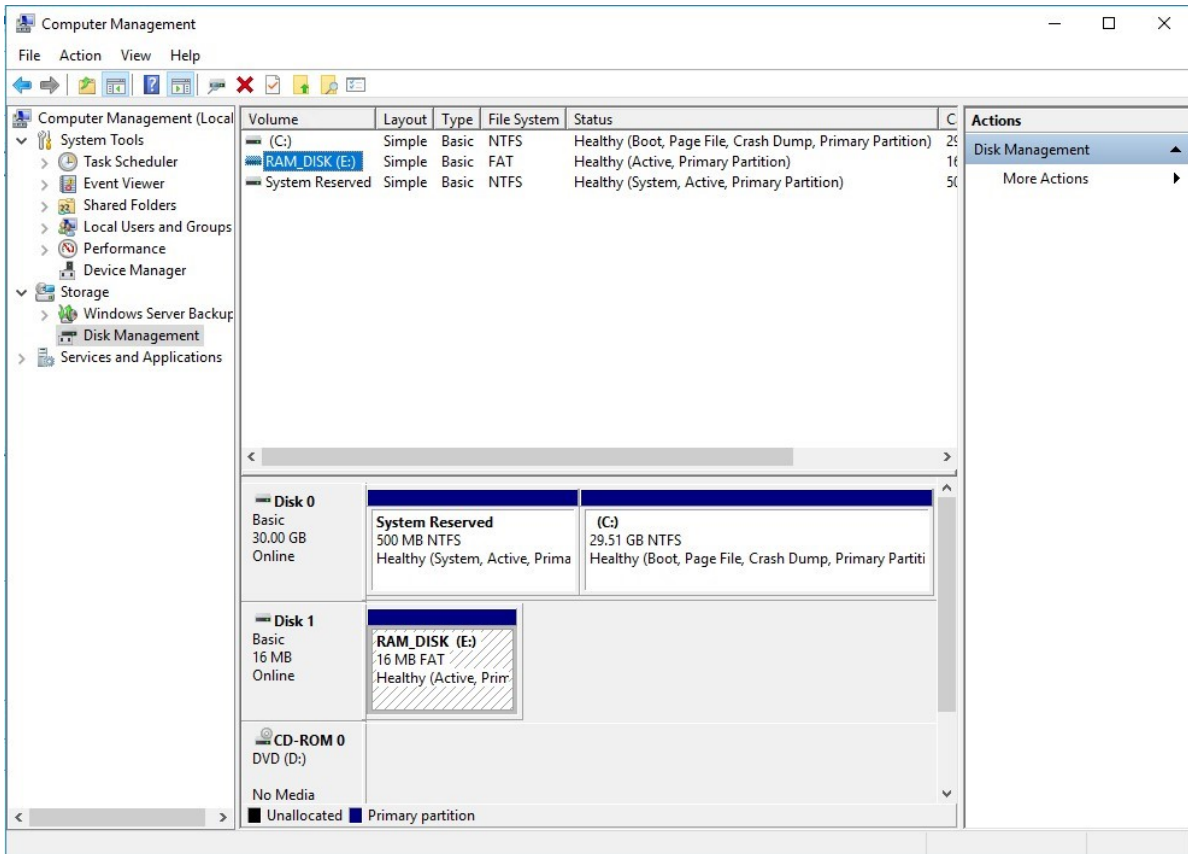 Computer Management
File Action View Help
Computer Management (Local
System Tools
Task Scheduler
Event Viewer
Shared Folders
Local Users and Groups
Performance
Device Manager
Storage
Windows Server Backup
Disk Management
Services and Applications
Volume Layout Type File System Status C
(C:) Simple Basic NTFS Healthy (Boot, Page File, Crash Dump, Primary Partition) 29
RAM_DISK (E:) Simple Basic FAT Healthy (Active, Primary Partition) 16
System Reserved Simple Basic NTFS Healthy (System, Active, Primary Partition) 50
Disk 0
Basic
30.00 GB
Online
System Reserved
500 MB NTFS
Healthy (System, Active, Prima
(C:)
29.51 GB NTFS
Healthy (Boot, Page File, Crash Dump, Primary Partiti
Disk 1
Basic
16 MB
Online
RAM_DISK (E:)
16 MB FAT
Healthy (Active, Prim
CD-ROM 0
DVD (D:)
No Media
Unallocated Primary partition
Actions
Disk Management
More Actions